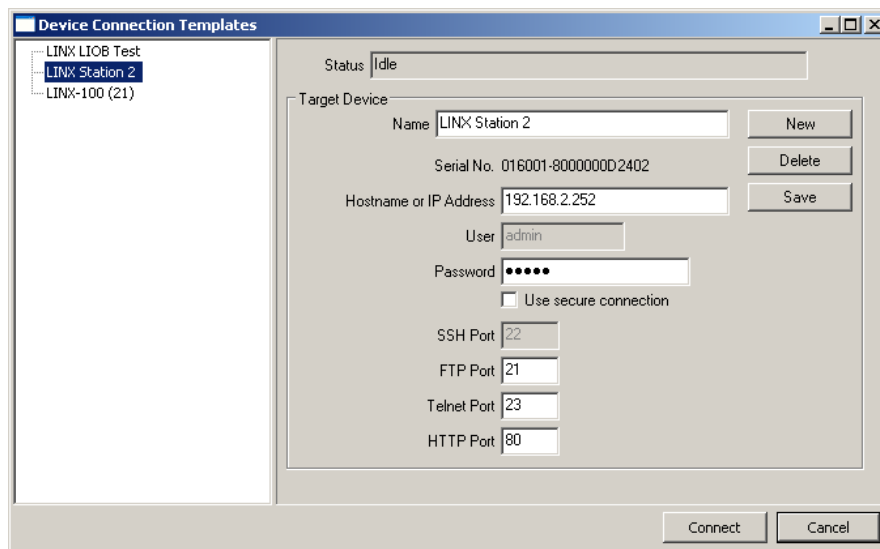 Device Connection Templates
LINX LIOB Test
LINX Station 2
LINX-100 (21)
Status Idle
Target Device
Name LINX Station 2 New
Serial No. 016001-8000000D2402 Delete
Hostname or IP Address 192.168.2.252 Save
User admin
Password •••••
Use secure connection
SSH Port 22
FTP Port 21
Telnet Port 23
HTTP Port 80
Connect Cancel